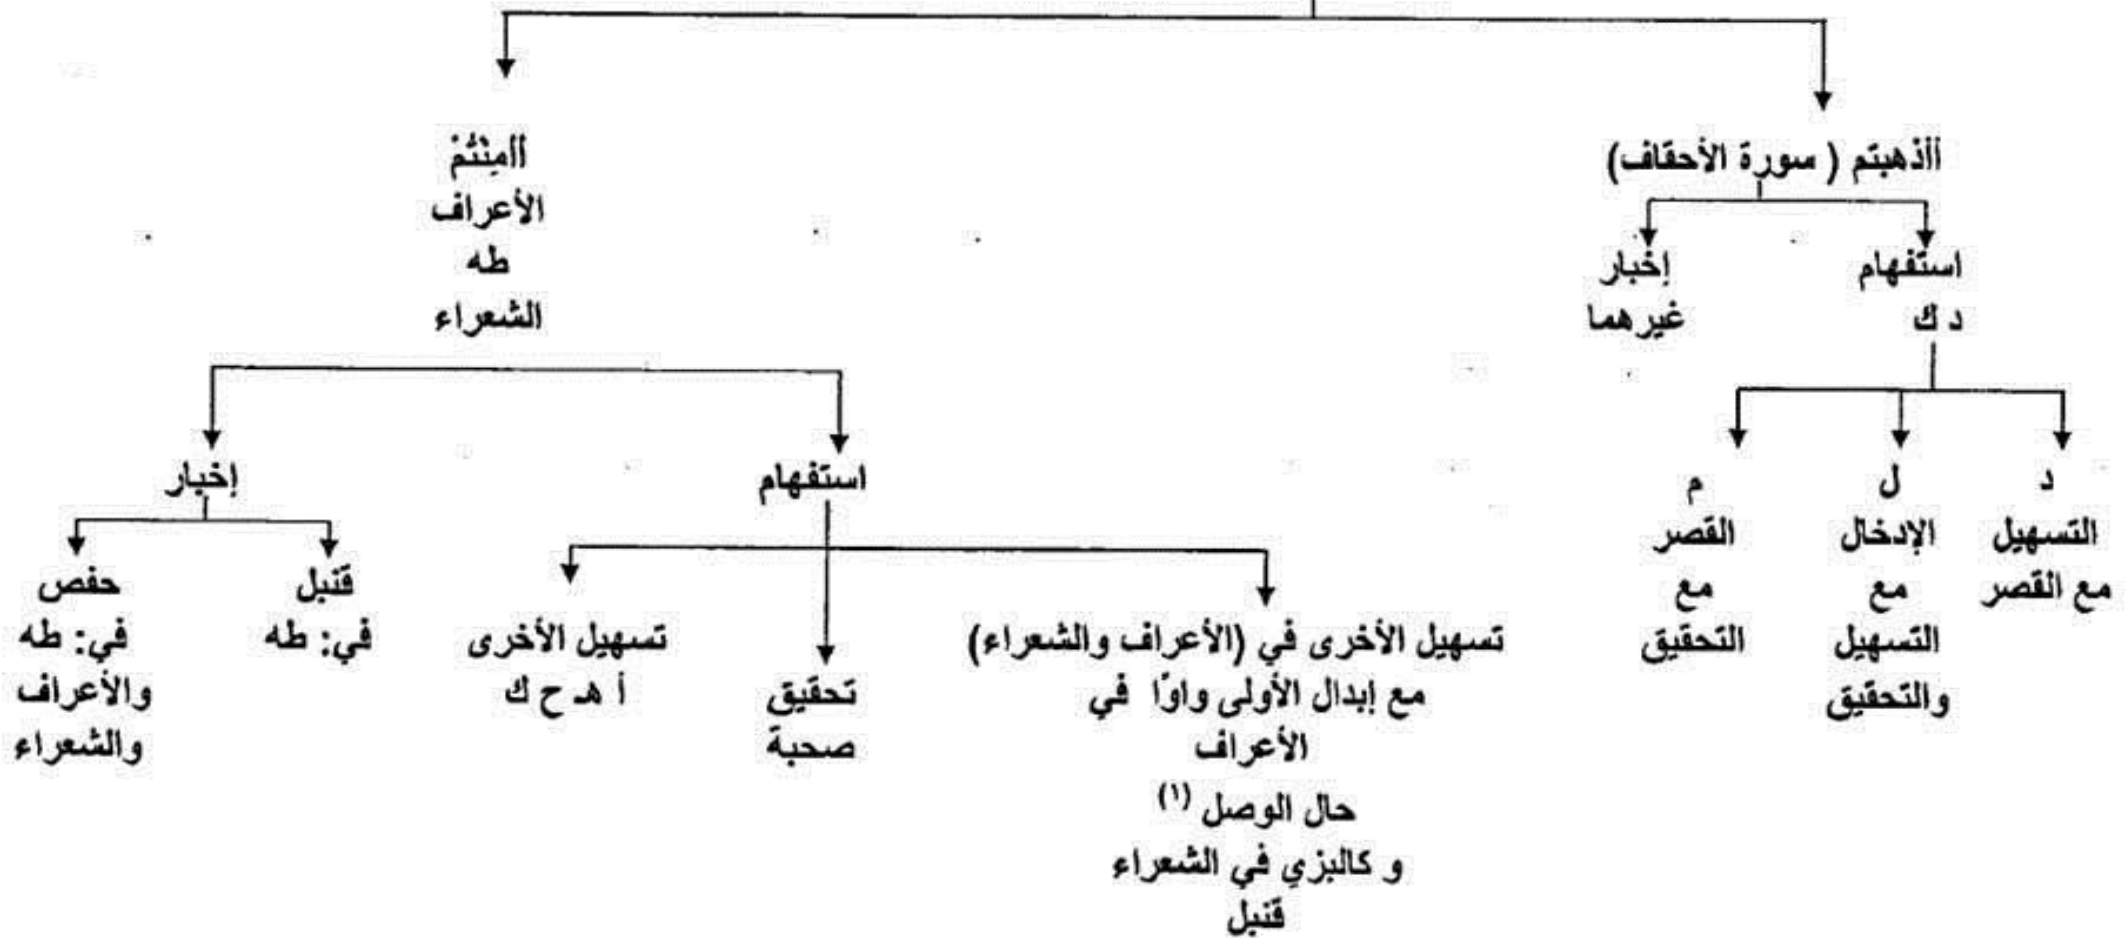 أأذهبتم ( سورة الأحقاف)
استفهام
د ك
إخبار
غيرهما
د
التسهيل
مع القصر
ل
الإدخال
مع
التسهيل
والتحقيق
م
القصر
مع
التحقيق
أأمِنْتُمْ
الأعراف
طه
الشعراء
استفهام
تسهيل الأخرى في (الأعراف والشعراء)
مع إبدال الأولى واوًا في
الأعراف
حال الوصل (١)
و كالبزي في الشعراء
قنبل
تحقيق
صحبة
تسهيل الأخرى
أ هـ ح ك
إخبار
قنبل
في: طه
حفص
في: طه
والأعراف
والشعراء